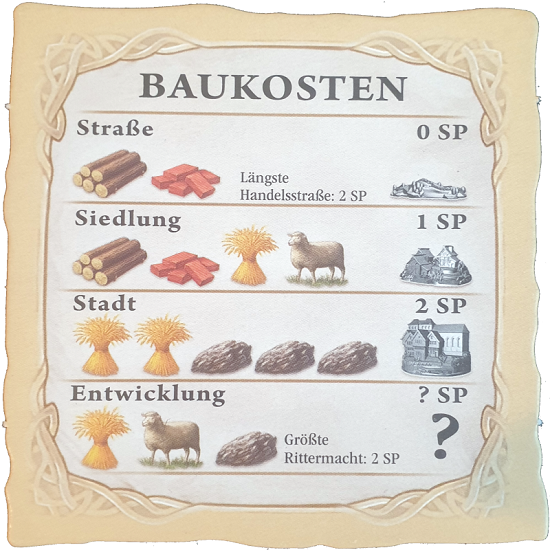 BAUKOSTEN
Straße 0 SP
Längste
Handelsstraße: 2 SP
Siedlung 1 SP
Stadt 2 SP
Entwicklung ? SP
Größte
Rittermacht: 2 SP
?